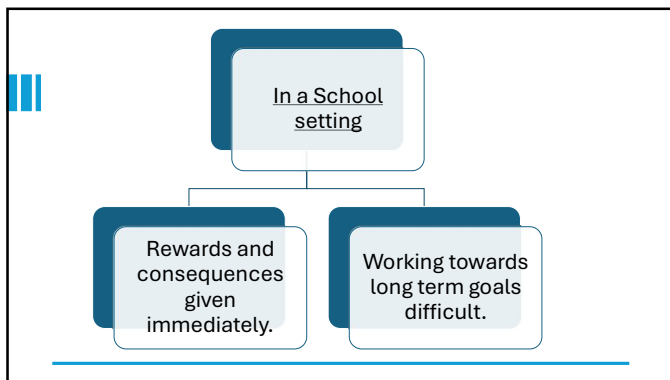 In a School
setting
Rewards and
consequences
given
immediately.
Working towards
long term goals
difficult.